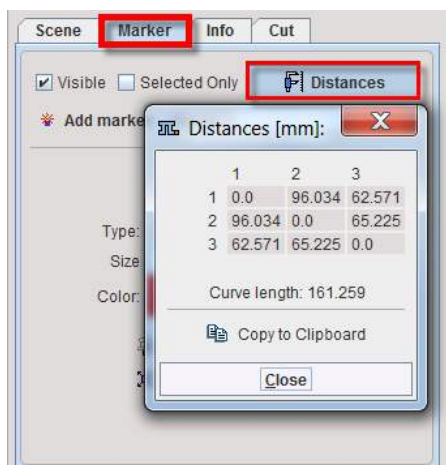 Scene Marker Info Cut
Visible Selected Only Distances
Add marke
Distances [mm]:
1 2 3
1 0.0 96.034 62.571
2 96.034 0.0 65.225
3 62.571 65.225 0.0
Type:
Size
Color:
Curve length: 161.259
Copy to Clipboard
Close